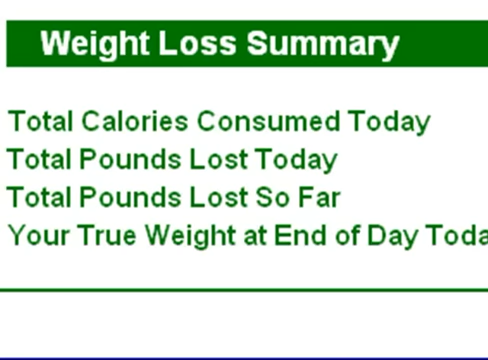 Weight Loss Summary
Total Calories Consumed Today
Total Pounds Lost Today
Total Pounds Lost So Far
Your True Weight at End of Day Toda